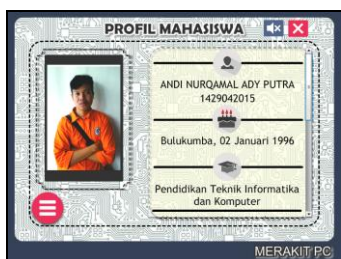 PROFIL MAHASISWA
ANDI NURQAMAL ADY PUTRA
1429042015
Bulukumba, 02 Januari 1996
Pendidikan Teknik Informatika
dan Komputer
MERAKIT PC